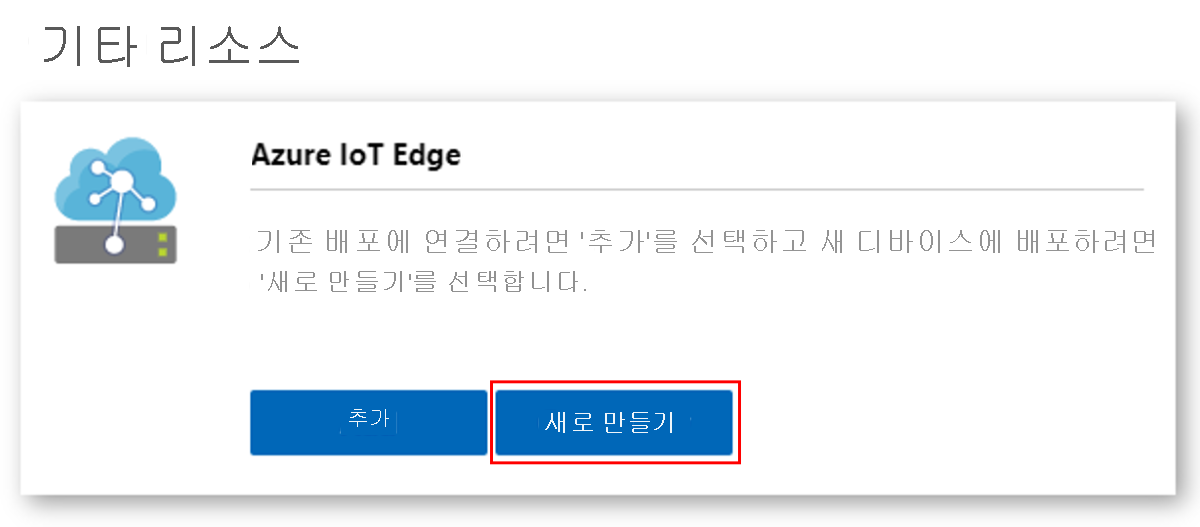 기타 리소스
Azure IoT Edge
기존 배포에 연결하려면 '추가'를 선택하고 새 디바이스에 배포하려면
'새로 만들기'를 선택합니다.
추가
새로 만들기